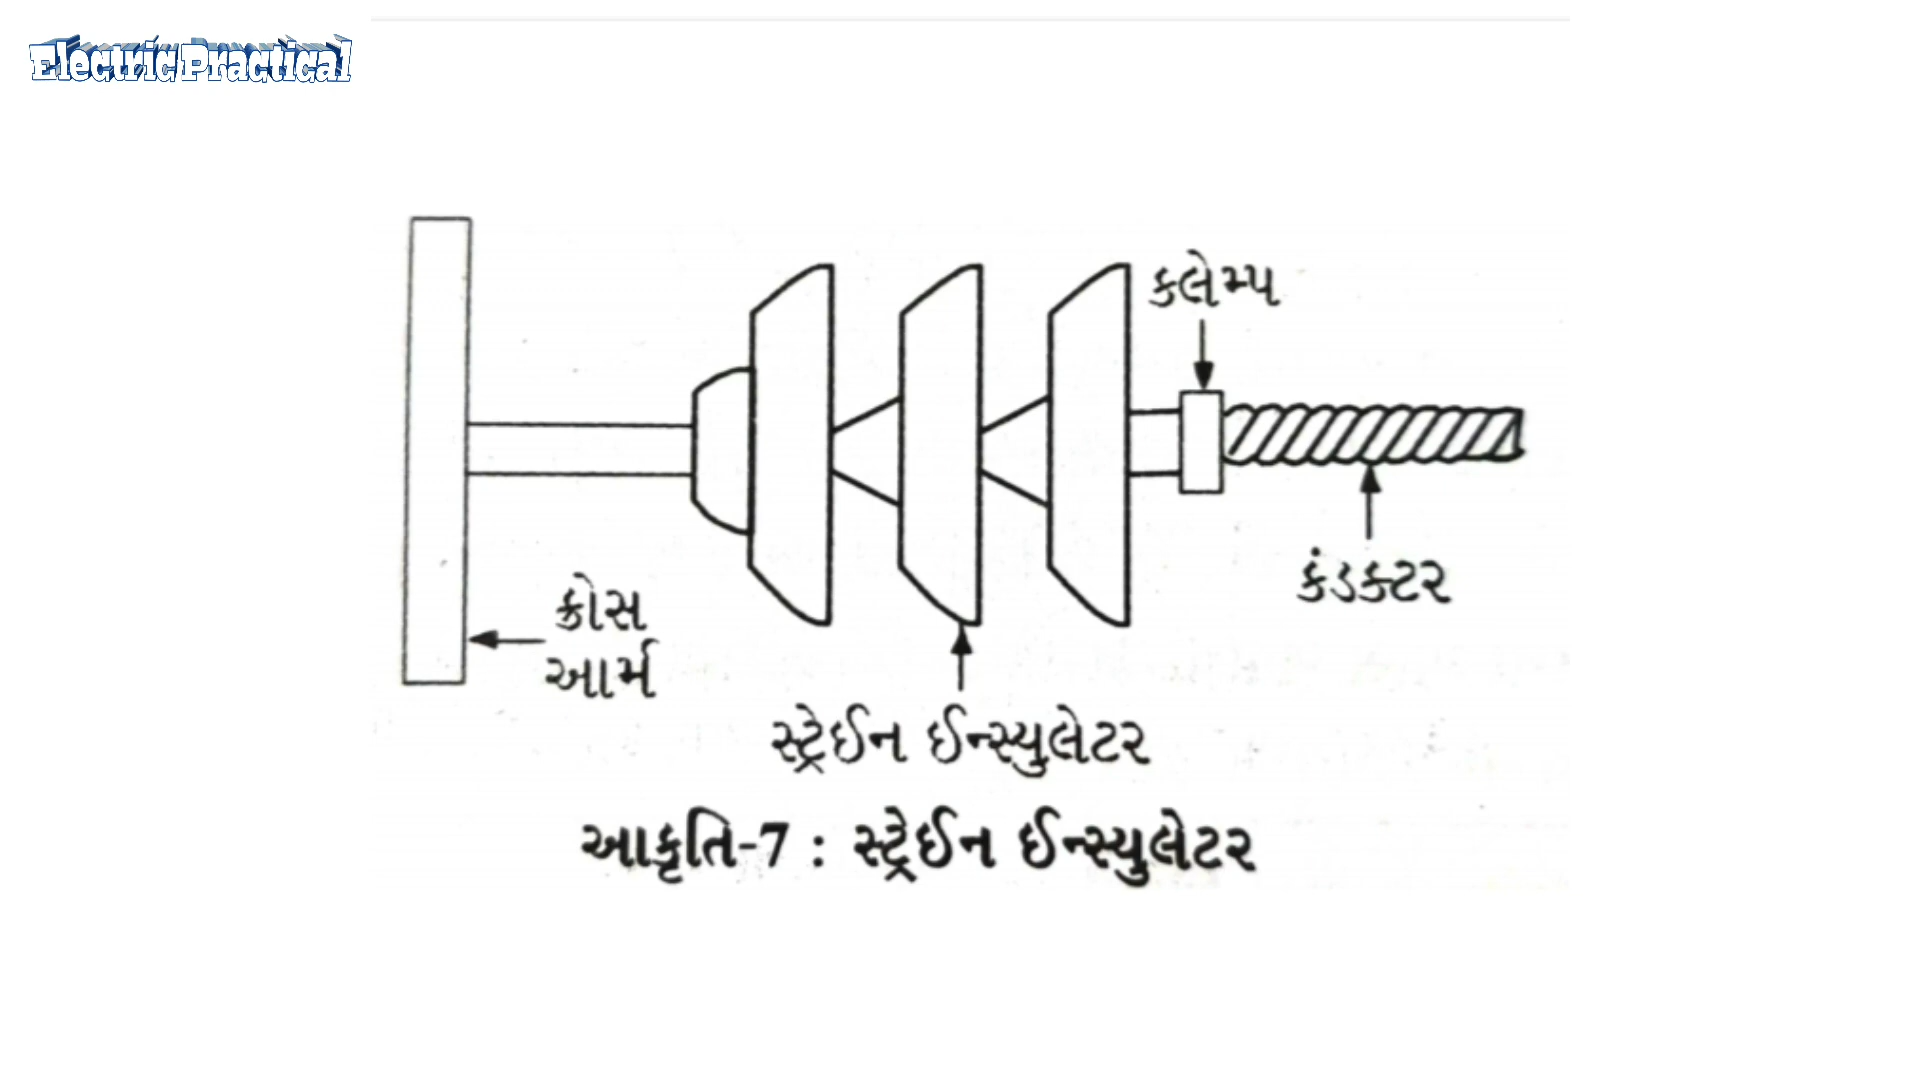 Electric Practical
કલેમ્પ
કંડક્ટર
ક્રોસ
આર્મ
સ્ટ્રેઈન ઈન્સ્યુલેટર
આકૃતિ-7 : સ્ટ્રેઈન ઈન્સ્યુલેટર